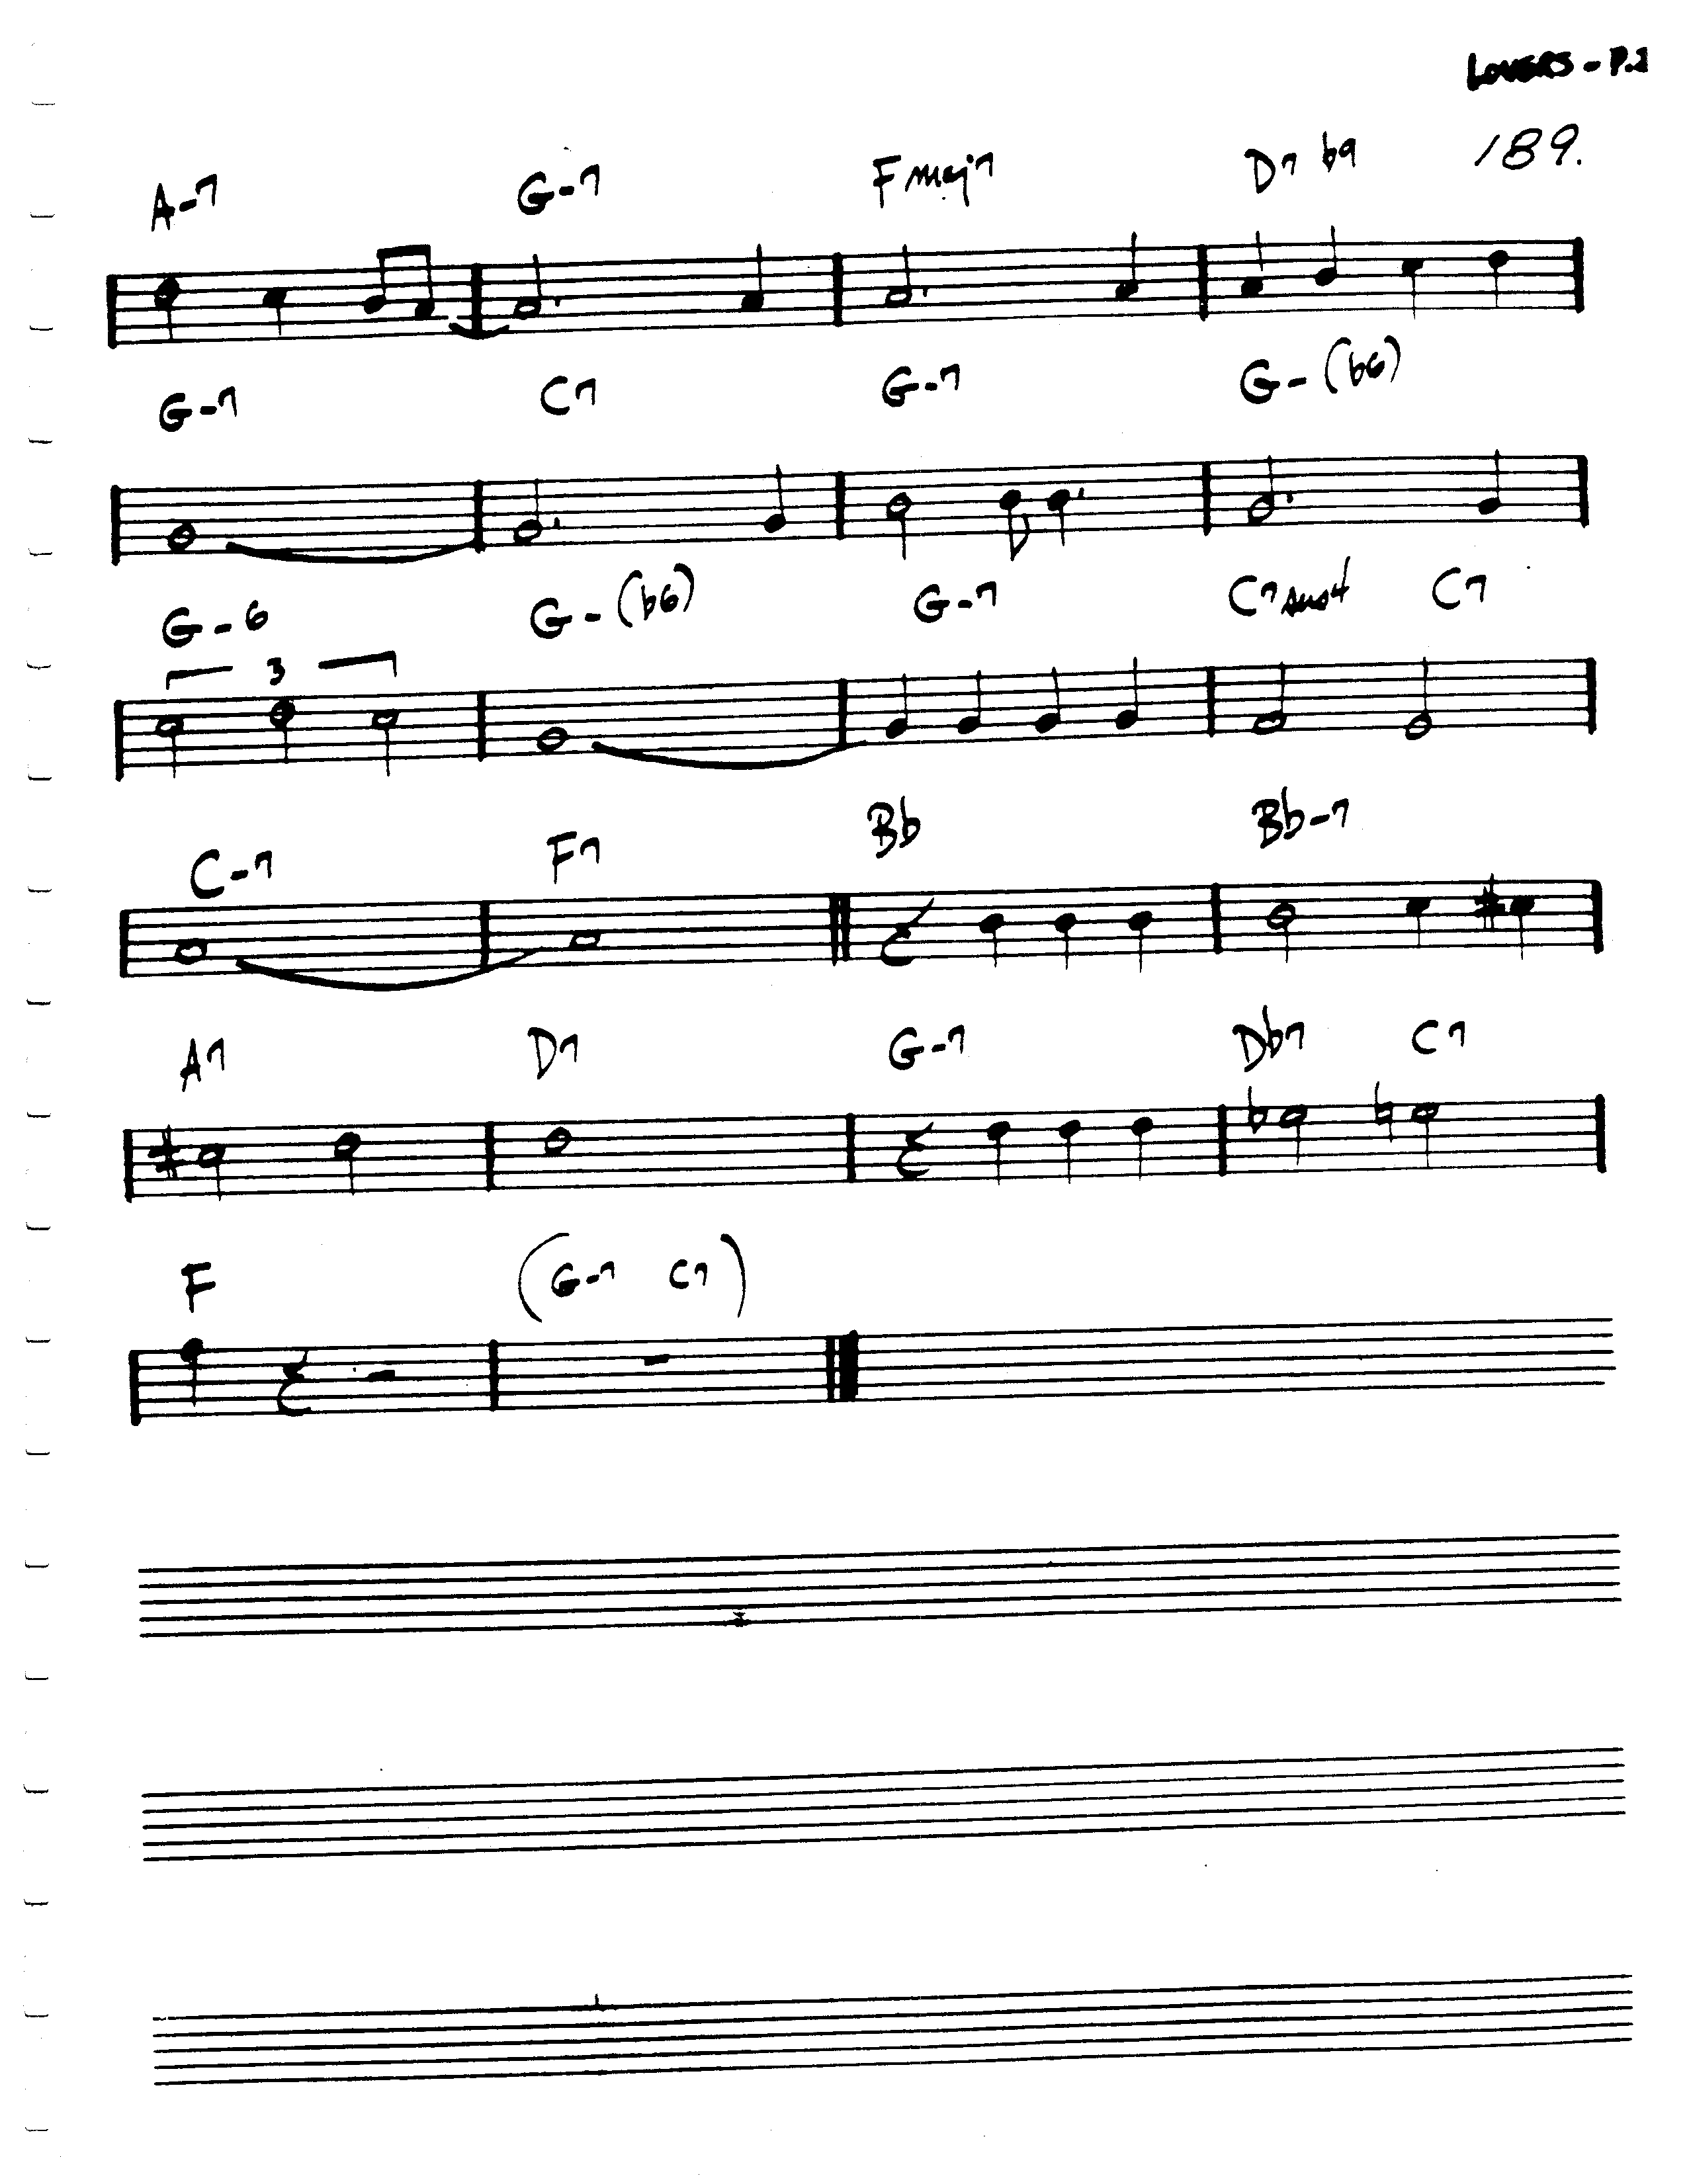 LOVERS - P.2
189.
A-7 G-7 Fmaj7 D7 b9
G-7 C7 G-7 G-(b6)
G-6 G-(b6) G-7 C7sus4 C7
3
C-7 F7 Bb Bb-7
A7 D7 G-7 Db7 C7
F (G-7 C7)